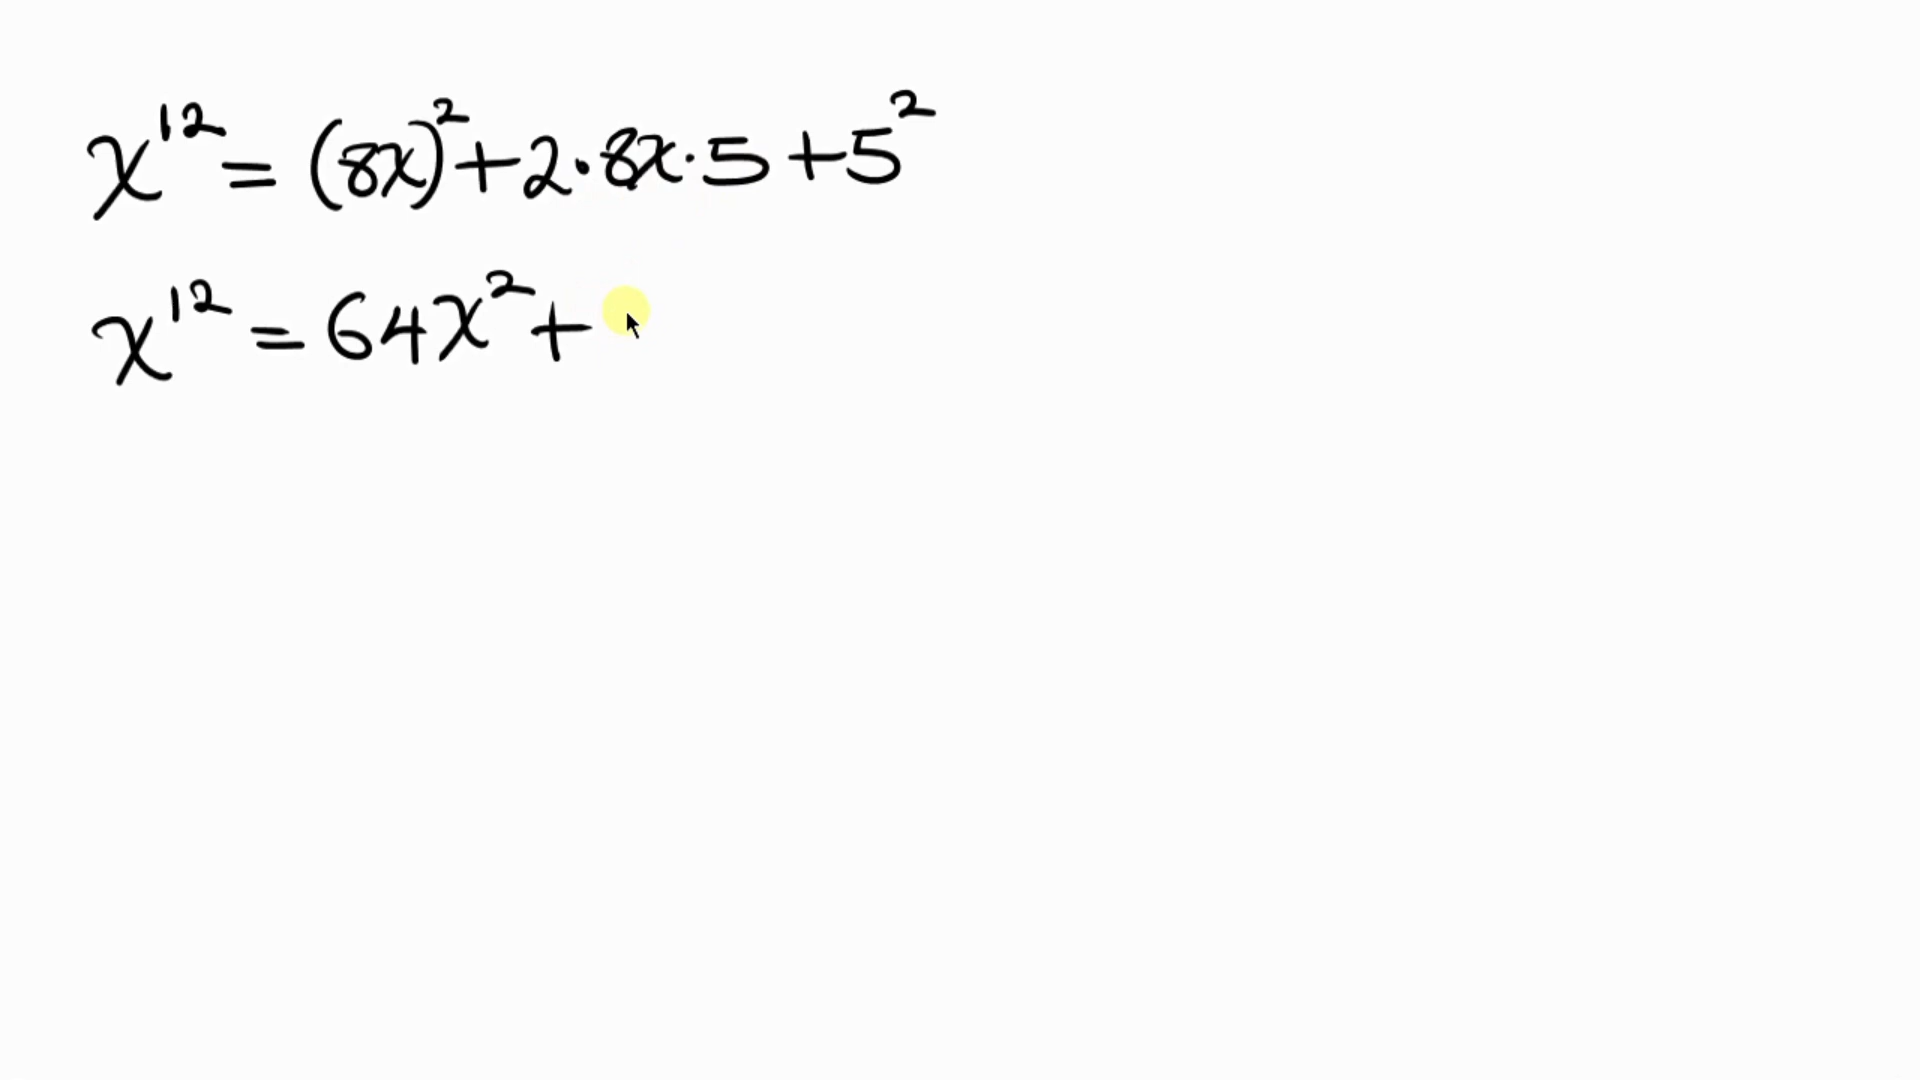 x¹² = (8x)² + 2·8x·5 + 5²
x¹² = 64x² +